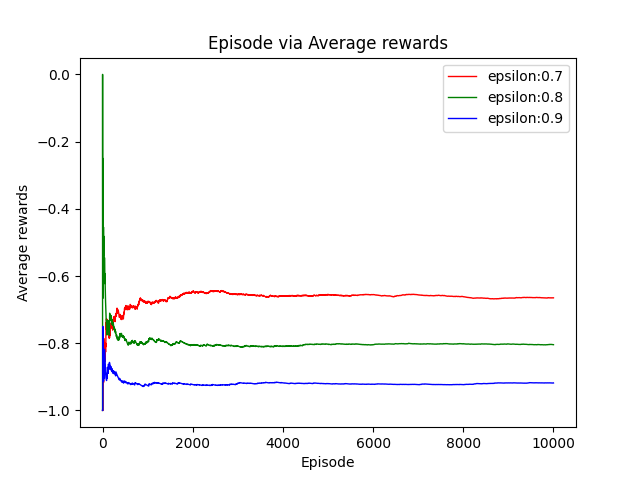 Episode via Average rewards
epsilon:0.7
epsilon:0.8
epsilon:0.9
Average rewards
0.0
−0.2
−0.4
−0.6
−0.8
−1.0
0 2000 4000 6000 8000 10000
Episode